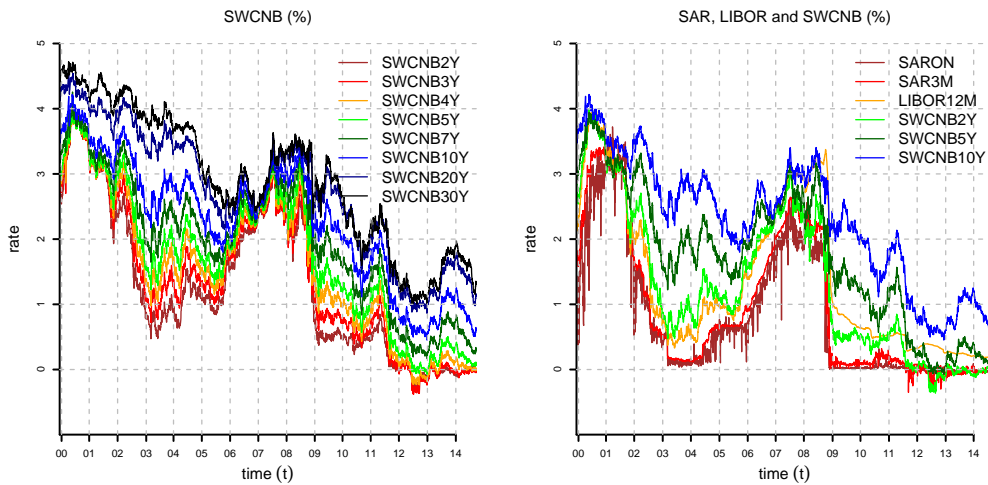 SWCNB (%)
5
4
3
2
1
0
rate
SWCNB2Y
SWCNB3Y
SWCNB4Y
SWCNB5Y
SWCNB7Y
SWCNB10Y
SWCNB20Y
SWCNB30Y
00 01 02 03 04 05 06 07 08 09 10 11 12 13 14
time (t)
SAR, LIBOR and SWCNB (%)
5
4
3
2
1
0
rate
SARON
SAR3M
LIBOR12M
SWCNB2Y
SWCNB5Y
SWCNB10Y
00 01 02 03 04 05 06 07 08 09 10 11 12 13 14
time (t)